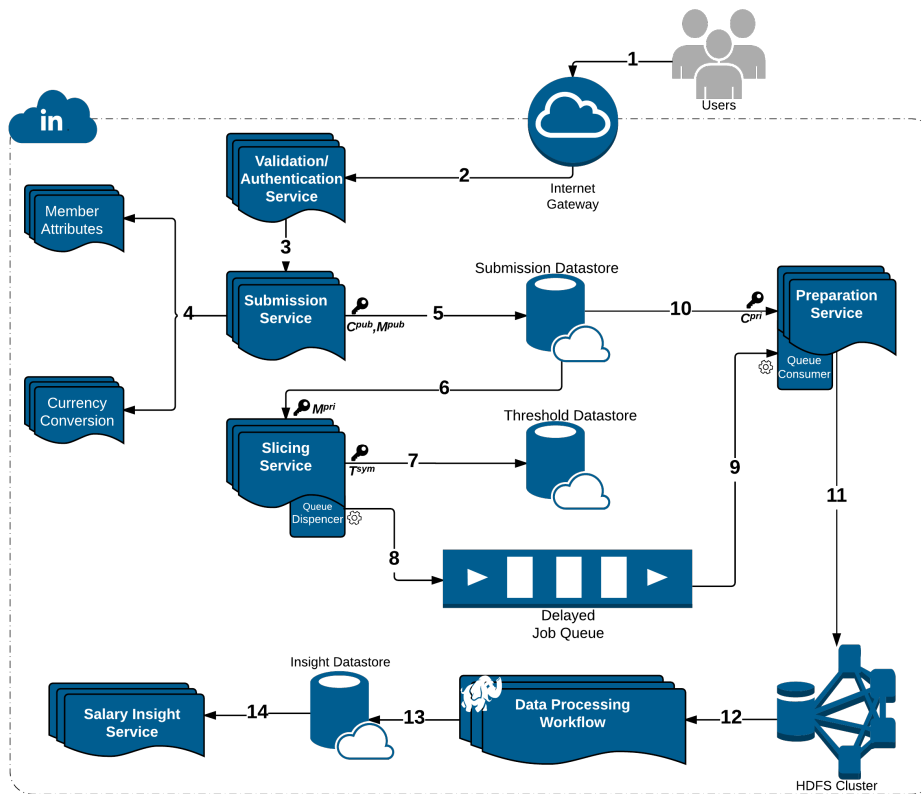 1
Users
in
Validation/
Authentication
Service
2
Internet
Gateway
Member
Attributes
3
Submission Datastore
4
Submission
Service
Cpub,Mpub
5
10
Cpri
Preparation
Service
Queue
Consumer
6
Currency
Conversion
Mpri
Threshold Datastore
Slicing
Service
Tsym
7
9
Queue
Dispencer
8
11
Delayed
Job Queue
Insight Datastore
Salary Insight
Service
14
13
Data Processing
Workflow
12
HDFS Cluster